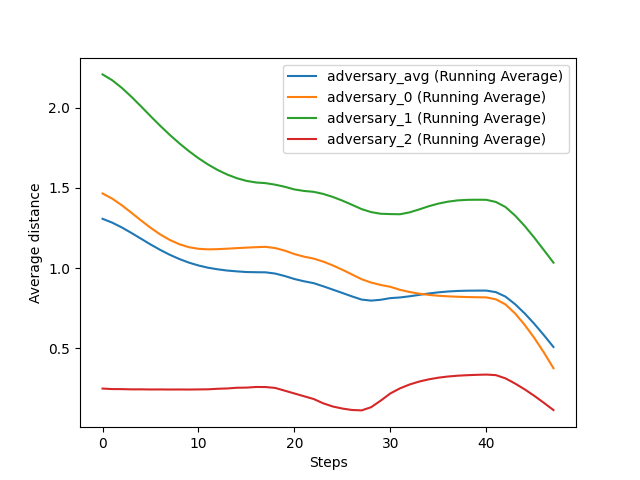 adversary_avg (Running Average)
adversary_0 (Running Average)
adversary_1 (Running Average)
adversary_2 (Running Average)
2.0
1.5
1.0
0.5
Average distance
0 10 20 30 40
Steps